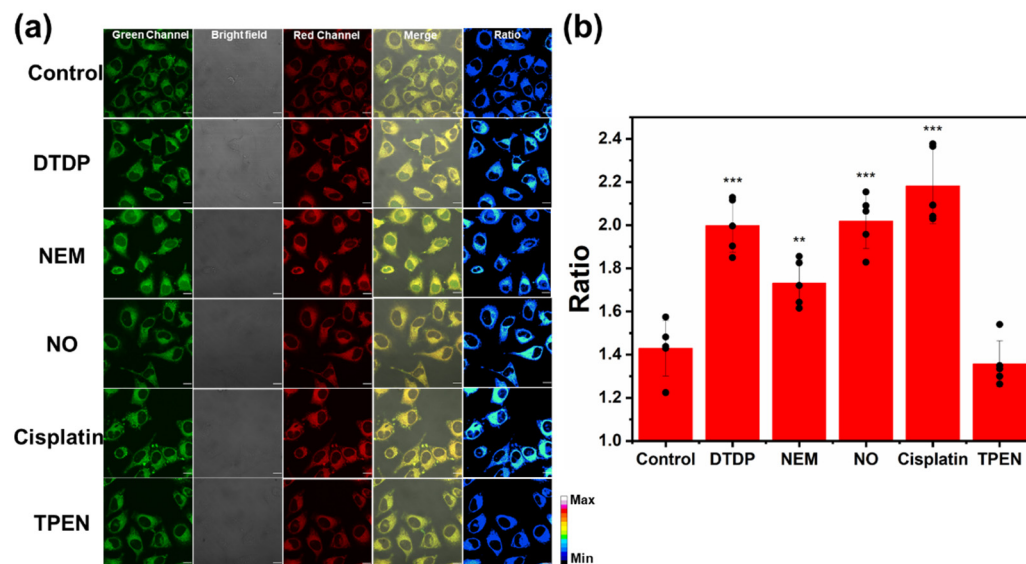 (a)
Green Channel Bright field Red Channel Merge Ratio
Control
DTDP
NEM
NO
Cisplatin
TPEN
Max
Min
(b)
Ratio
2.4
2.2
2.0
1.8
1.6
1.4
1.2
1.0
***
**
***
***
Control DTDP NEM NO Cisplatin TPEN